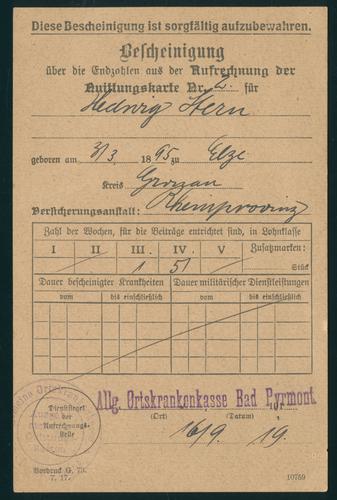 Diese Bescheinigung ist sorgfältig aufzubewahren.
Bescheinigung
über die Endzahlen aus der Aufrechnung der
Quittungskarte Nr. 2 für
Hedwig Stern
geboren am 3/3. 1895 zu Elze
Kreis Gronau
Versicherungsanstalt: Rheinprovinz
Zahl der Wochen, für die Beiträge entrichtet sind, in Lohnklasse
I II III. IV. V Zusatzmarken:
/ 1 51 / Stück
Dauer bescheinigter Krankheiten Dauer militärischer Dienstleistungen
vom bis einschließlich vom bis einschließlich
Dienstsiegel
der
Aufrechnungs-
stelle
Allg. Ortskrankenkasse Bad Pyrmont
(Ort) (Datum)
16/9. 19.
Vordruck G. 73.
7. 17. 10759